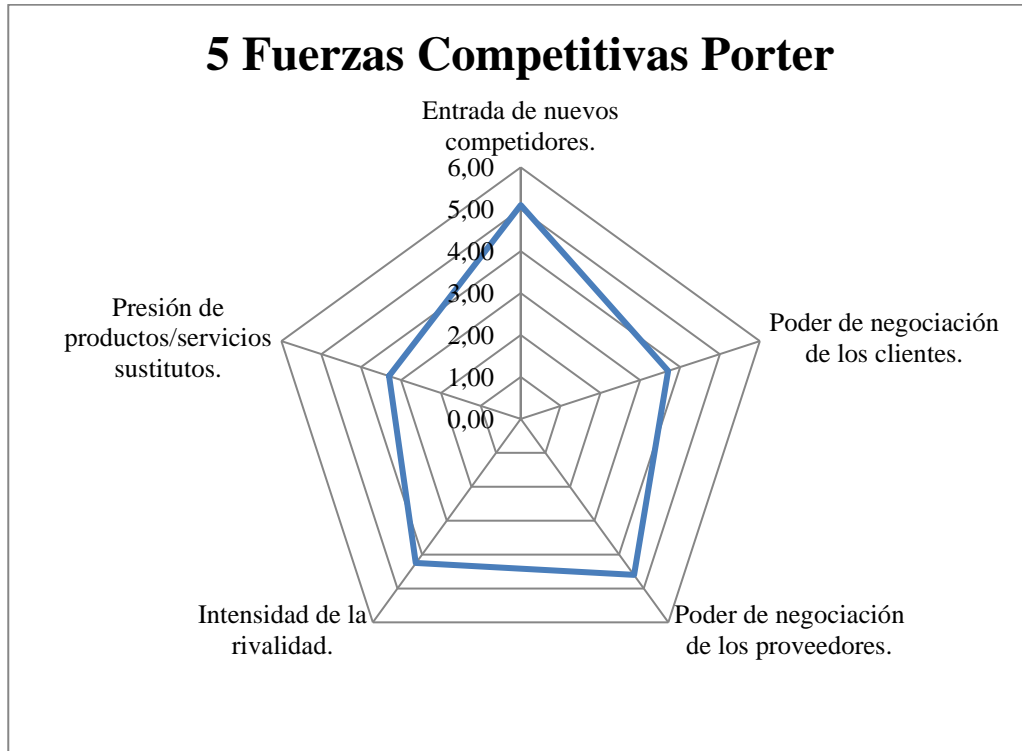 5 Fuerzas Competitivas Porter
Entrada de nuevos
competidores.
6,00
5,00
4,00
3,00
2,00
1,00
0,00
Poder de negociación
de los clientes.
Poder de negociación
de los proveedores.
Intensidad de la
rivalidad.
Presión de
productos/servicios
sustitutos.